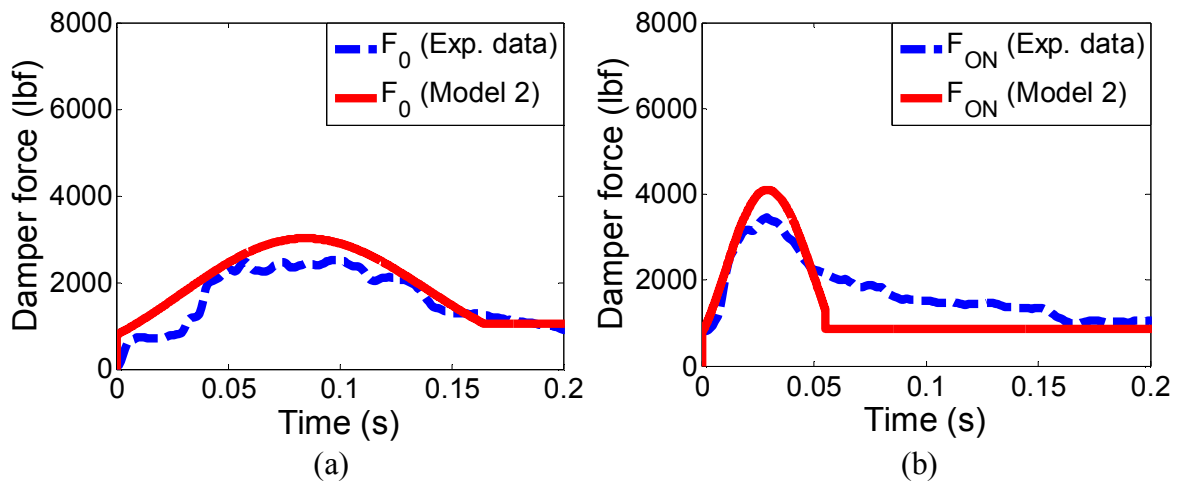 8000
6000
4000
2000
0
Damper force (lbf)
0 0.05 0.1 0.15 0.2
Time (s)
F0 (Exp. data)
F0 (Model 2)
(a)
8000
6000
4000
2000
0
Damper force (lbf)
0 0.05 0.1 0.15 0.2
Time (s)
FON (Exp. data)
FON (Model 2)
(b)